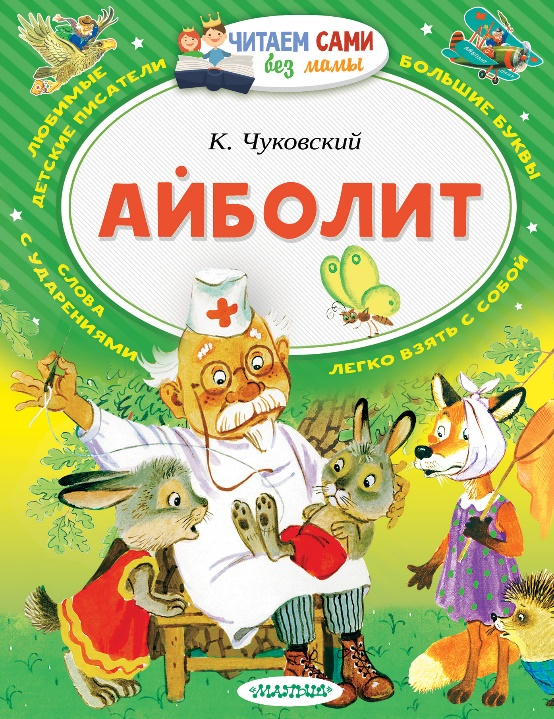 ЧИТАЕМ САМИ
без мамы
ЛЮБИМЫЕ
ДЕТСКИЕ ПИСАТЕЛИ
БОЛЬШИЕ БУКВЫ
К. Чуковский
АЙБОЛИТ
СЛОВА
С УДАРЕНИЯМИ
ЛЕГКО ВЗЯТЬ С СОБОЙ
МАЛЫШ